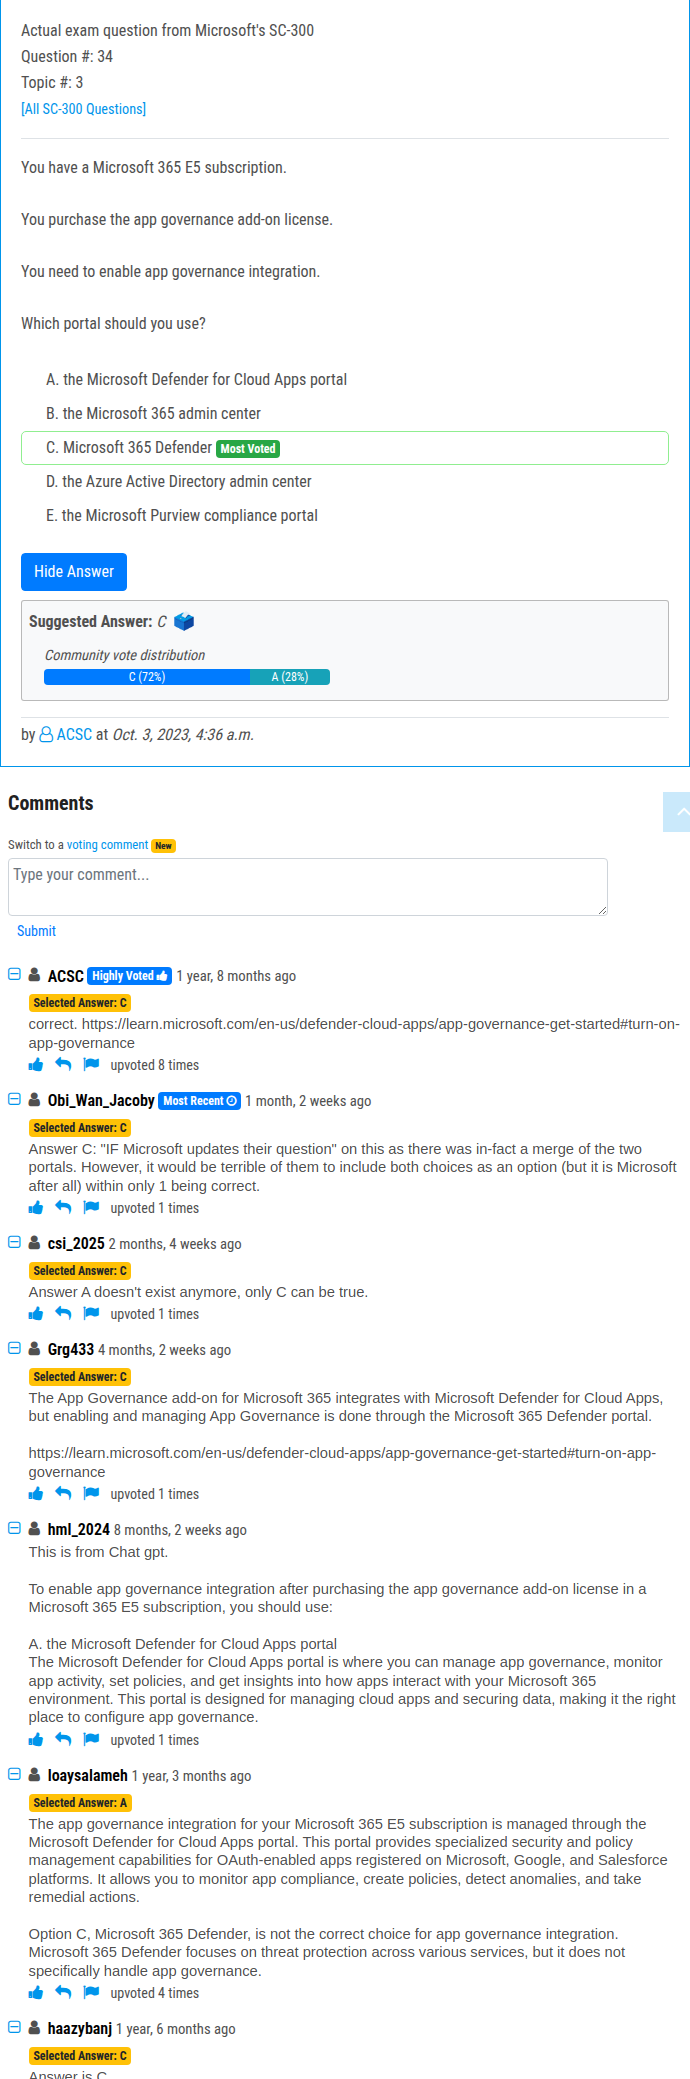 Actual exam question from Microsoft's SC-300
Question #: 34
Topic #: 3
[All SC-300 Questions]
You have a Microsoft 365 E5 subscription.
You purchase the app governance add-on license.
You need to enable app governance integration.
Which portal should you use?
A. the Microsoft Defender for Cloud Apps portal
B. the Microsoft 365 admin center
C. Microsoft 365 Defender Most Voted
D. the Azure Active Directory admin center
E. the Microsoft Purview compliance portal
Hide Answer
Suggested Answer: C
Community vote distribution
C (72%) A (28%)
by ACSC at Oct. 3, 2023, 4:36 a.m.
Comments
Switch to a voting comment New
Type your comment...
Submit
ACSC Highly Voted 1 year, 8 months ago
Selected Answer: C
correct. https://learn.microsoft.com/en-us/defender-cloud-apps/app-governance-get-started#turn-on-
app-governance
upvoted 8 times
Obi_Wan_Jacoby Most Recent 1 month, 2 weeks ago
Selected Answer: C
Answer C: "IF Microsoft updates their question" on this as there was in-fact a merge of the two
portals. However, it would be terrible of them to include both choices as an option (but it is Microsoft
after all) within only 1 being correct.
upvoted 1 times
csi_2025 2 months, 4 weeks ago
Selected Answer: C
Answer A doesn't exist anymore, only C can be true.
upvoted 1 times
Grg433 4 months, 2 weeks ago
Selected Answer: C
The App Governance add-on for Microsoft 365 integrates with Microsoft Defender for Cloud Apps,
but enabling and managing App Governance is done through the Microsoft 365 Defender portal.
https://learn.microsoft.com/en-us/defender-cloud-apps/app-governance-get-started#turn-on-app-
governance
upvoted 1 times
hml_2024 8 months, 2 weeks ago
This is from Chat gpt.
To enable app governance integration after purchasing the app governance add-on license in a
Microsoft 365 E5 subscription, you should use:
A. the Microsoft Defender for Cloud Apps portal
The Microsoft Defender for Cloud Apps portal is where you can manage app governance, monitor
app activity, set policies, and get insights into how apps interact with your Microsoft 365
environment. This portal is designed for managing cloud apps and securing data, making it the right
place to configure app governance.
upvoted 1 times
loaysalameh 1 year, 3 months ago
Selected Answer: A
The app governance integration for your Microsoft 365 E5 subscription is managed through the
Microsoft Defender for Cloud Apps portal. This portal provides specialized security and policy
management capabilities for OAuth-enabled apps registered on Microsoft, Google, and Salesforce
platforms. It allows you to monitor app compliance, create policies, detect anomalies, and take
remedial actions.
Option C, Microsoft 365 Defender, is not the correct choice for app governance integration.
Microsoft 365 Defender focuses on threat protection across various services, but it does not
specifically handle app governance.
upvoted 4 times
haazybanj 1 year, 6 months ago
Selected Answer: C
Answer is C